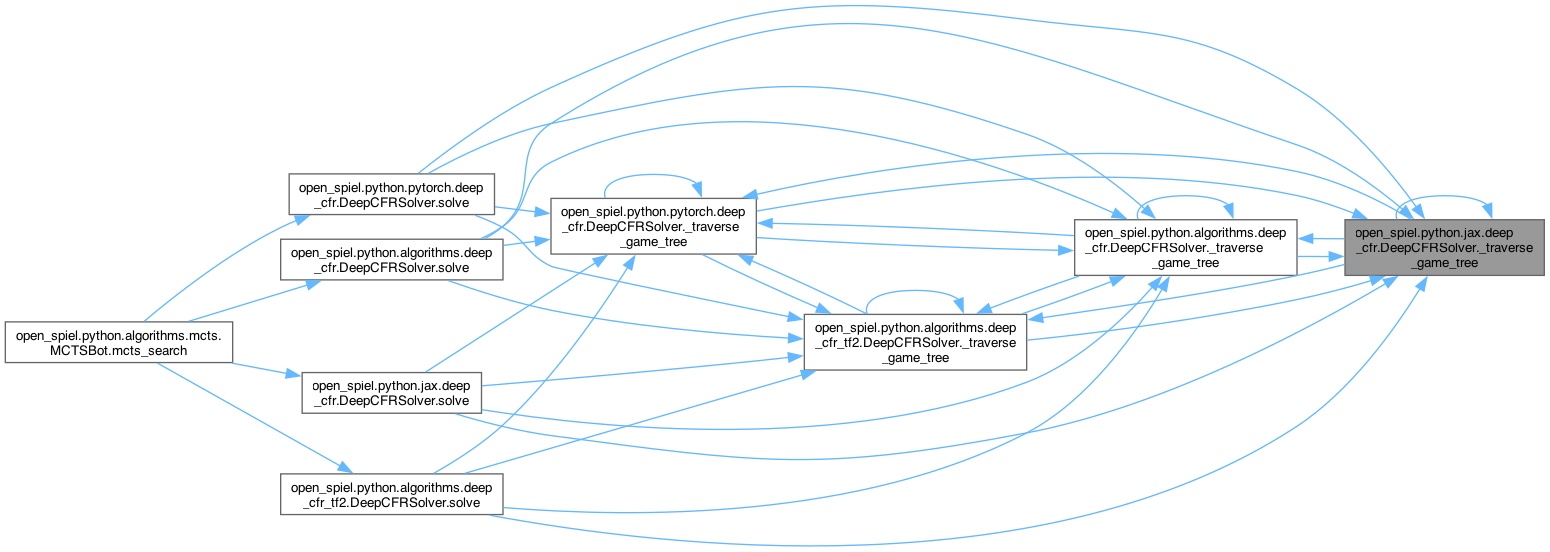 open_spiel.python.pytorch.deep
_cfr.DeepCFRSolver.solve
open_spiel.python.algorithms.deep
_cfr.DeepCFRSolver.solve
open_spiel.python.algorithms.mcts.
MCTSBot.mcts_search
open_spiel.python.jax.deep
_cfr.DeepCFRSolver.solve
open_spiel.python.algorithms.deep
_cfr_tf2.DeepCFRSolver.solve
open_spiel.python.pytorch.deep
_cfr.DeepCFRSolver._traverse
_game_tree
open_spiel.python.algorithms.deep
_cfr_tf2.DeepCFRSolver._traverse
_game_tree
open_spiel.python.algorithms.deep
_cfr.DeepCFRSolver._traverse
_game_tree
open_spiel.python.jax.deep
_cfr.DeepCFRSolver._traverse
_game_tree